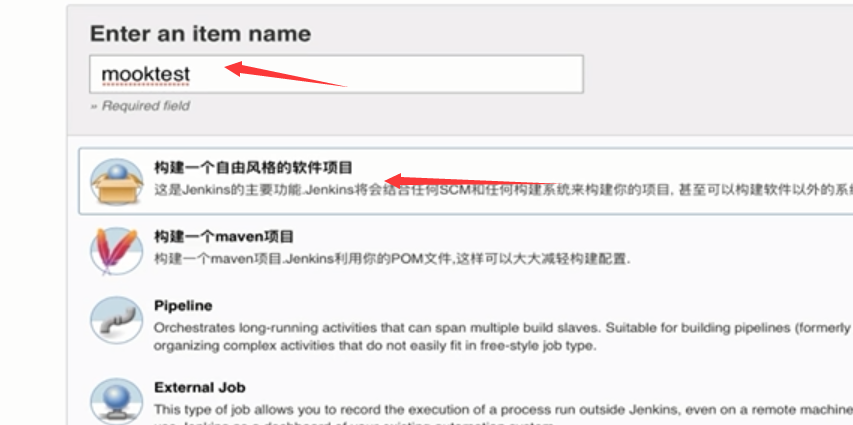 Enter an item name
mooktest
» Required field
构建一个自由风格的软件项目
这是Jenkins的主要功能.Jenkins将会结合任何SCM和任何构建系统来构建你的项目, 甚至可以构建软件以外的系
构建一个maven项目
构建一个maven项目.Jenkins利用你的POM文件,这样可以大大减轻构建配置.
Pipeline
Orchestrates long-running activities that can span multiple build slaves. Suitable for building pipelines (formerly
organizing complex activities that do not easily fit in free-style job type.
External Job
This type of job allows you to record the execution of a process run outside Jenkins, even on a remote machine